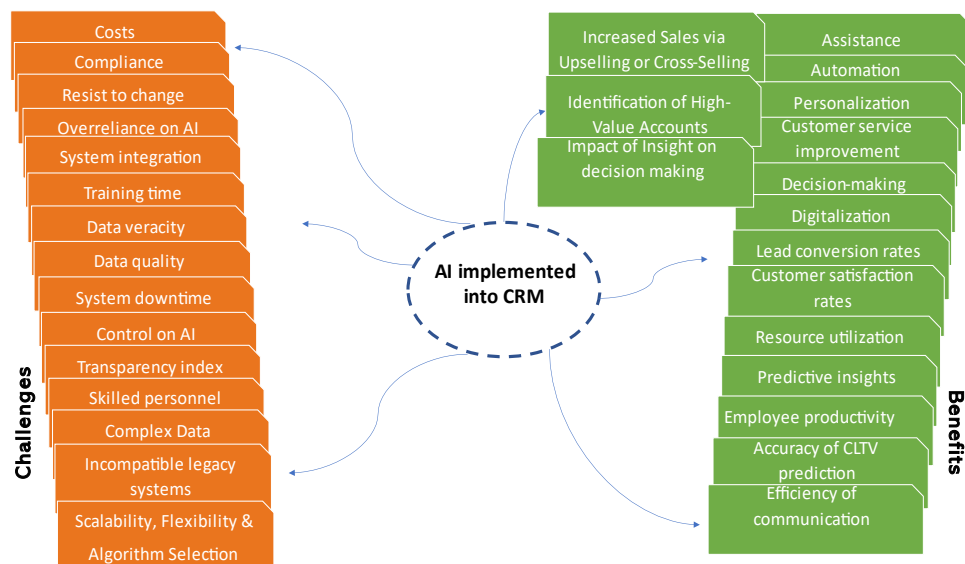 Costs
Compliance
Resist to change
Overreliance on AI
System integration
Training time
Data veracity
Data quality
System downtime
Control on AI
Transparency index
Skilled personnel
Complex Data
Incompatible legacy
systems
Scalability, Flexibility &
Algorithm Selection
Challenges
AI implemented
into CRM
Increased Sales via
Upselling or Cross-Selling
Identification of High-
Value Accounts
Impact of Insight on
decision making
Assistance
Automation
Personalization
Customer service
improvement
Decision-making
Digitalization
Lead conversion rates
Customer satisfaction
rates
Resource utilization
Predictive insights
Employee productivity
Accuracy of CLTV
prediction
Efficiency of
communication
Benefits